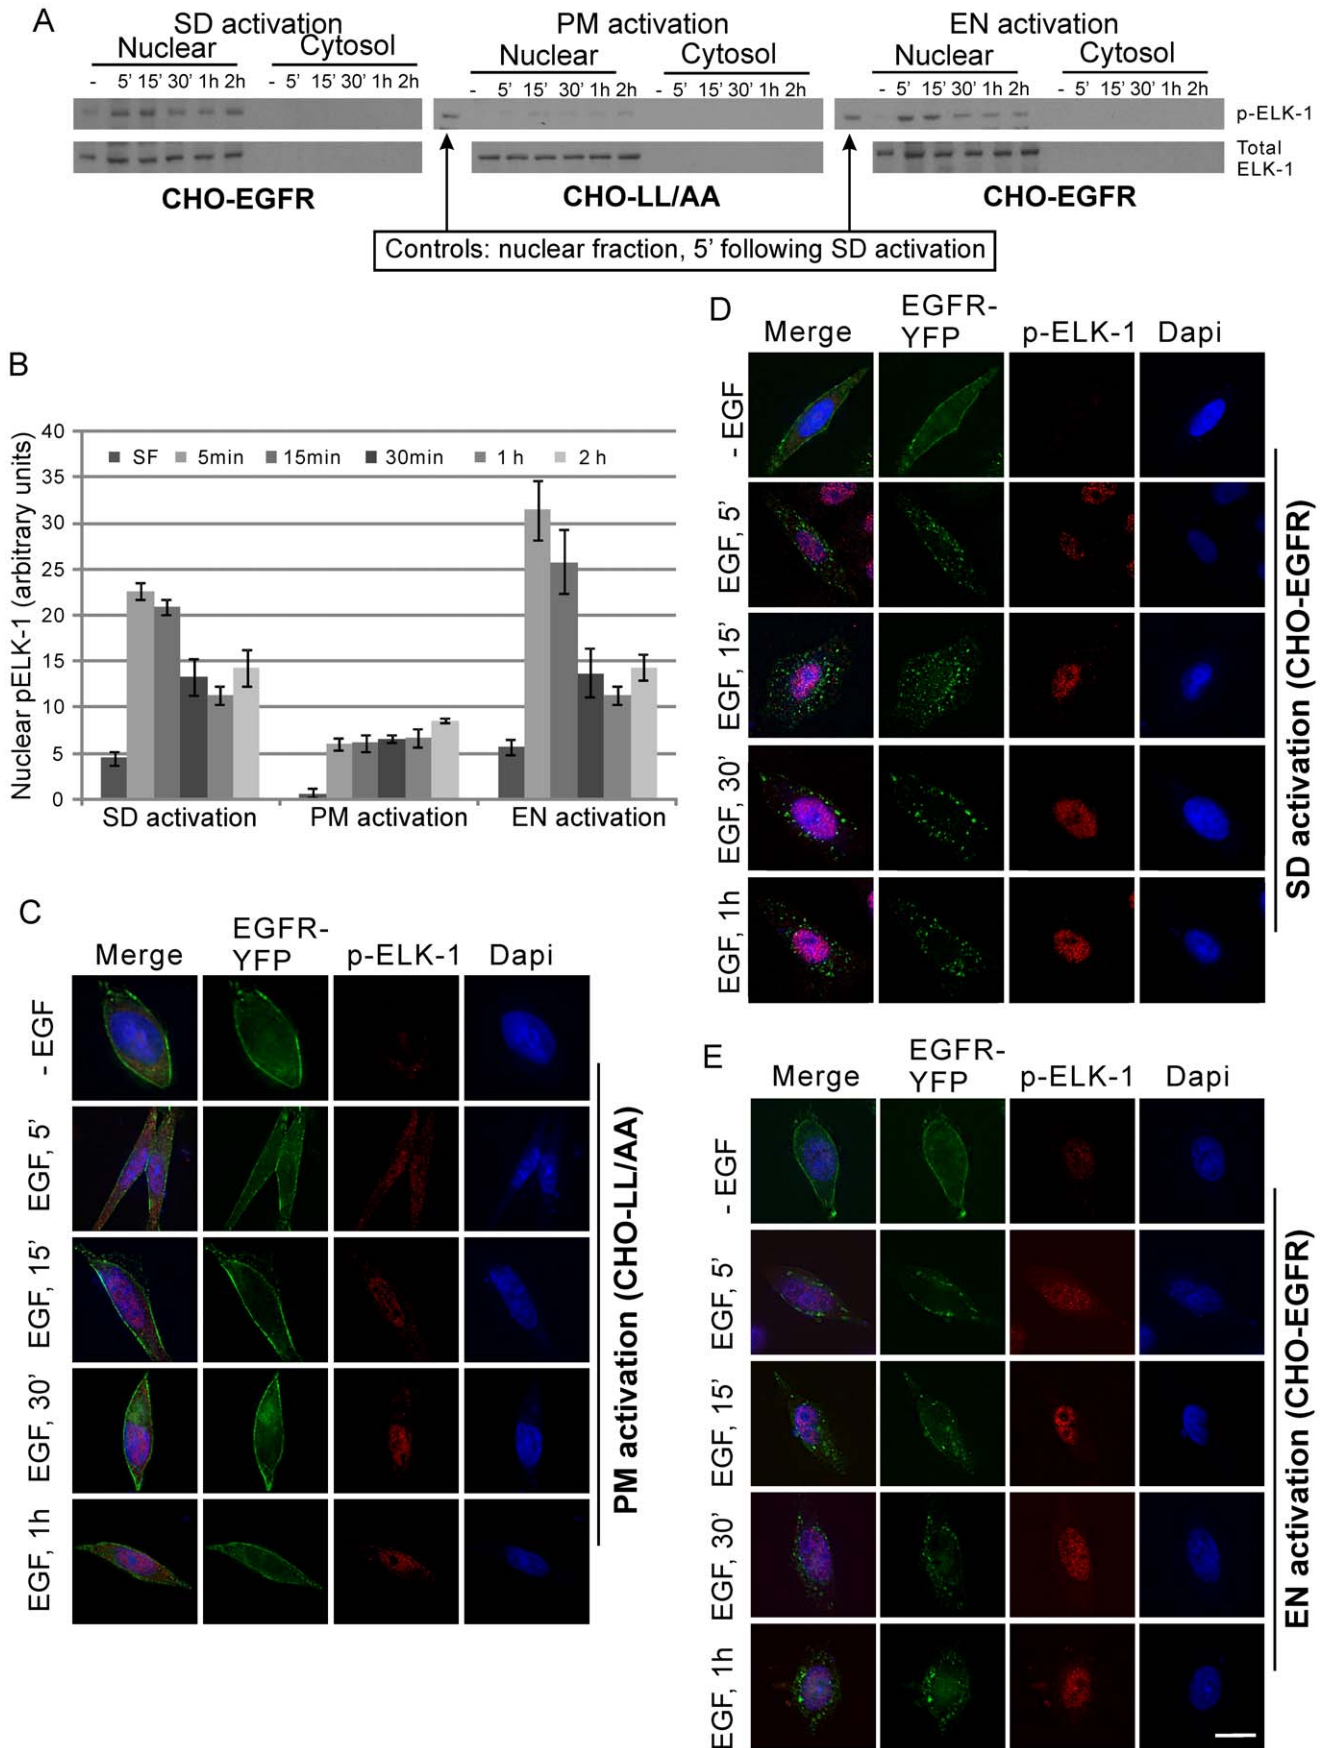 A
SD activation
Nuclear Cytosol
- 5' 15' 30' 1h 2h - 5' 15' 30' 1h 2h
CHO-EGFR
PM activation
Nuclear Cytosol
- 5' 15' 30' 1h 2h - 5' 15' 30' 1h 2h
CHO-LL/AA
EN activation
Nuclear Cytosol
- 5' 15' 30' 1h 2h - 5' 15' 30' 1h 2h
p-ELK-1
Total
ELK-1
CHO-EGFR
Controls: nuclear fraction, 5' following SD activation
B
Nuclear pELK-1 (arbitrary units)
40
35
30
25
20
15
10
5
0
SF 5min 15min 30min 1 h 2 h
SD activation PM activation EN activation
C
Merge EGFR-YFP p-ELK-1 Dapi
- EGF
EGF, 5'
EGF, 15'
EGF, 30'
EGF, 1h
PM activation (CHO-LL/AA)
D
Merge EGFR-YFP p-ELK-1 Dapi
- EGF
EGF, 5'
EGF, 15'
EGF, 30'
EGF, 1h
SD activation (CHO-EGFR)
E
Merge EGFR-YFP p-ELK-1 Dapi
- EGF
EGF, 5'
EGF, 15'
EGF, 30'
EGF, 1h
EN activation (CHO-EGFR)